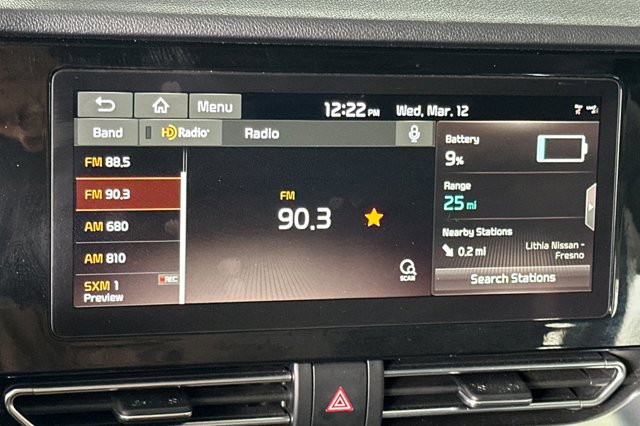 Menu
12:22 PM
Wed, Mar. 12
Band
HD Radio
Radio
FM 88.5
FM 90.3
AM 680
AM 810
SXM 1
REC
Preview
FM
90.3
SCAN
Battery
9%
Range
25 mi
Nearby Stations
0.2 mi
Lithia Nissan -
Fresno
Search Stations